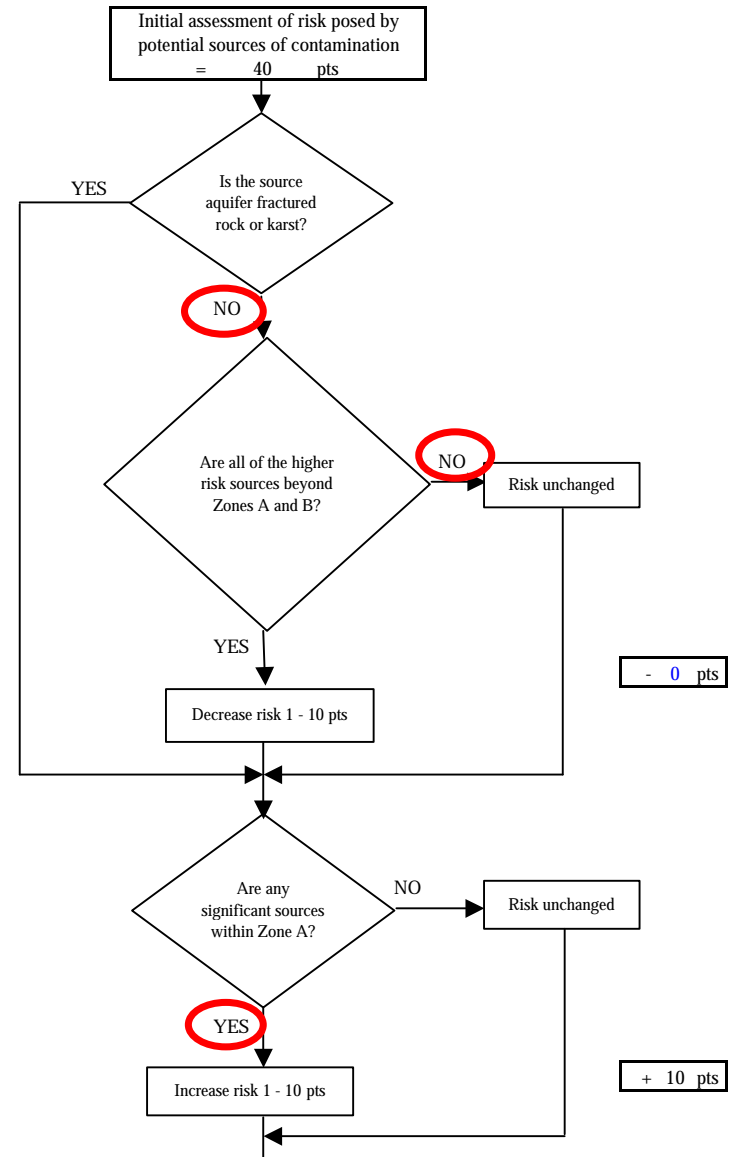 Initial assessment of risk posed by
potential sources of contamination
= 40 pts
YES
Is the source
aquifer fractured
rock or karst?
NO
Are all of the higher
risk sources beyond
Zones A and B?
NO
Risk unchanged
YES
- 0 pts
Decrease risk 1 - 10 pts
Are any
significant sources
within Zone A?
NO
Risk unchanged
YES
Increase risk 1 - 10 pts
+ 10 pts